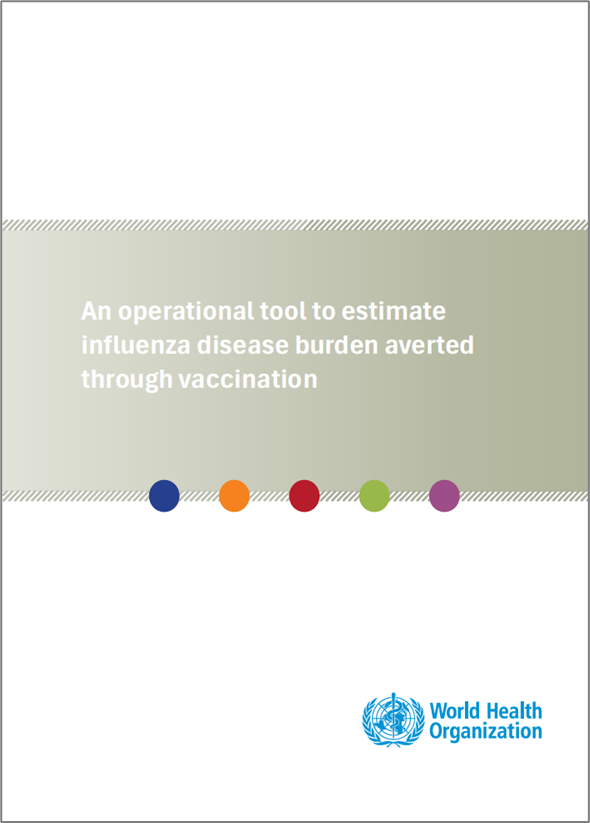 An operational tool to estimate
influenza disease burden averted
through vaccination
World Health
Organization